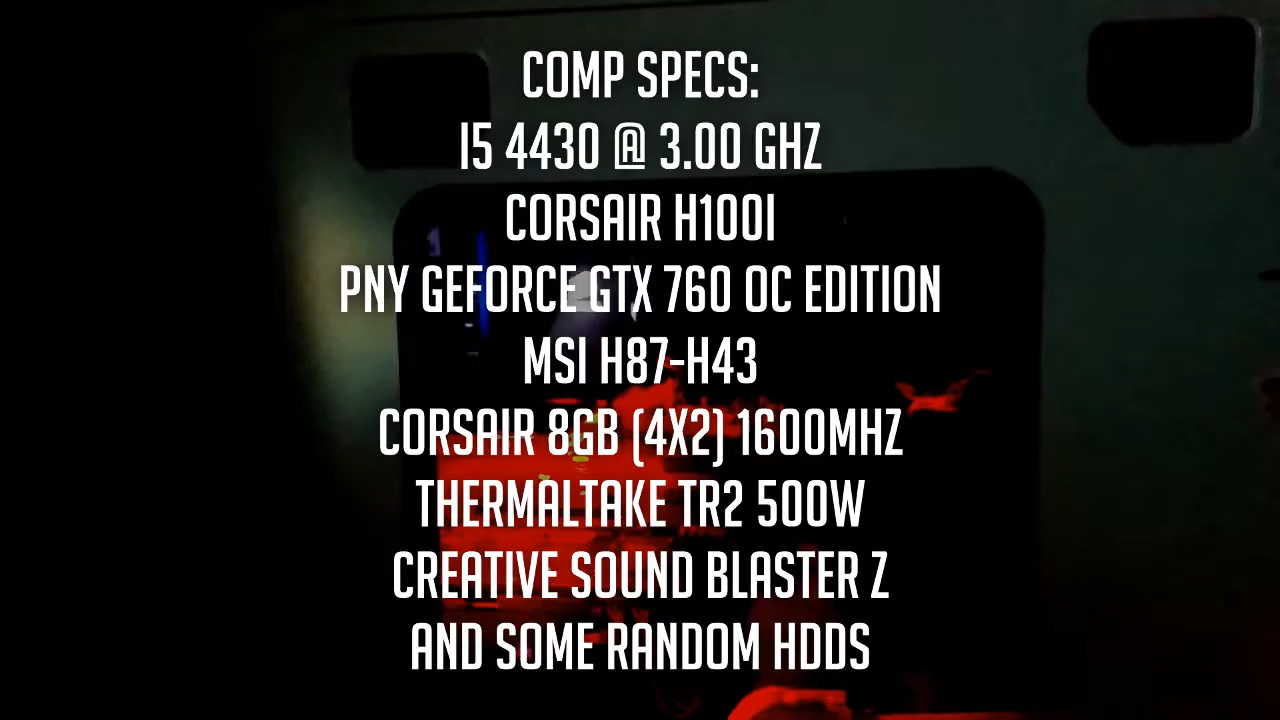 COMP SPECS:
I5 4430 @ 3.00 GHZ
CORSAIR H100I
PNY GEFORCE GTX 760 OC EDITION
MSI H87-H43
CORSAIR 8GB (4X2) 1600MHZ
THERMALTAKE TR2 500W
CREATIVE SOUND BLASTER Z
AND SOME RANDOM HDDS